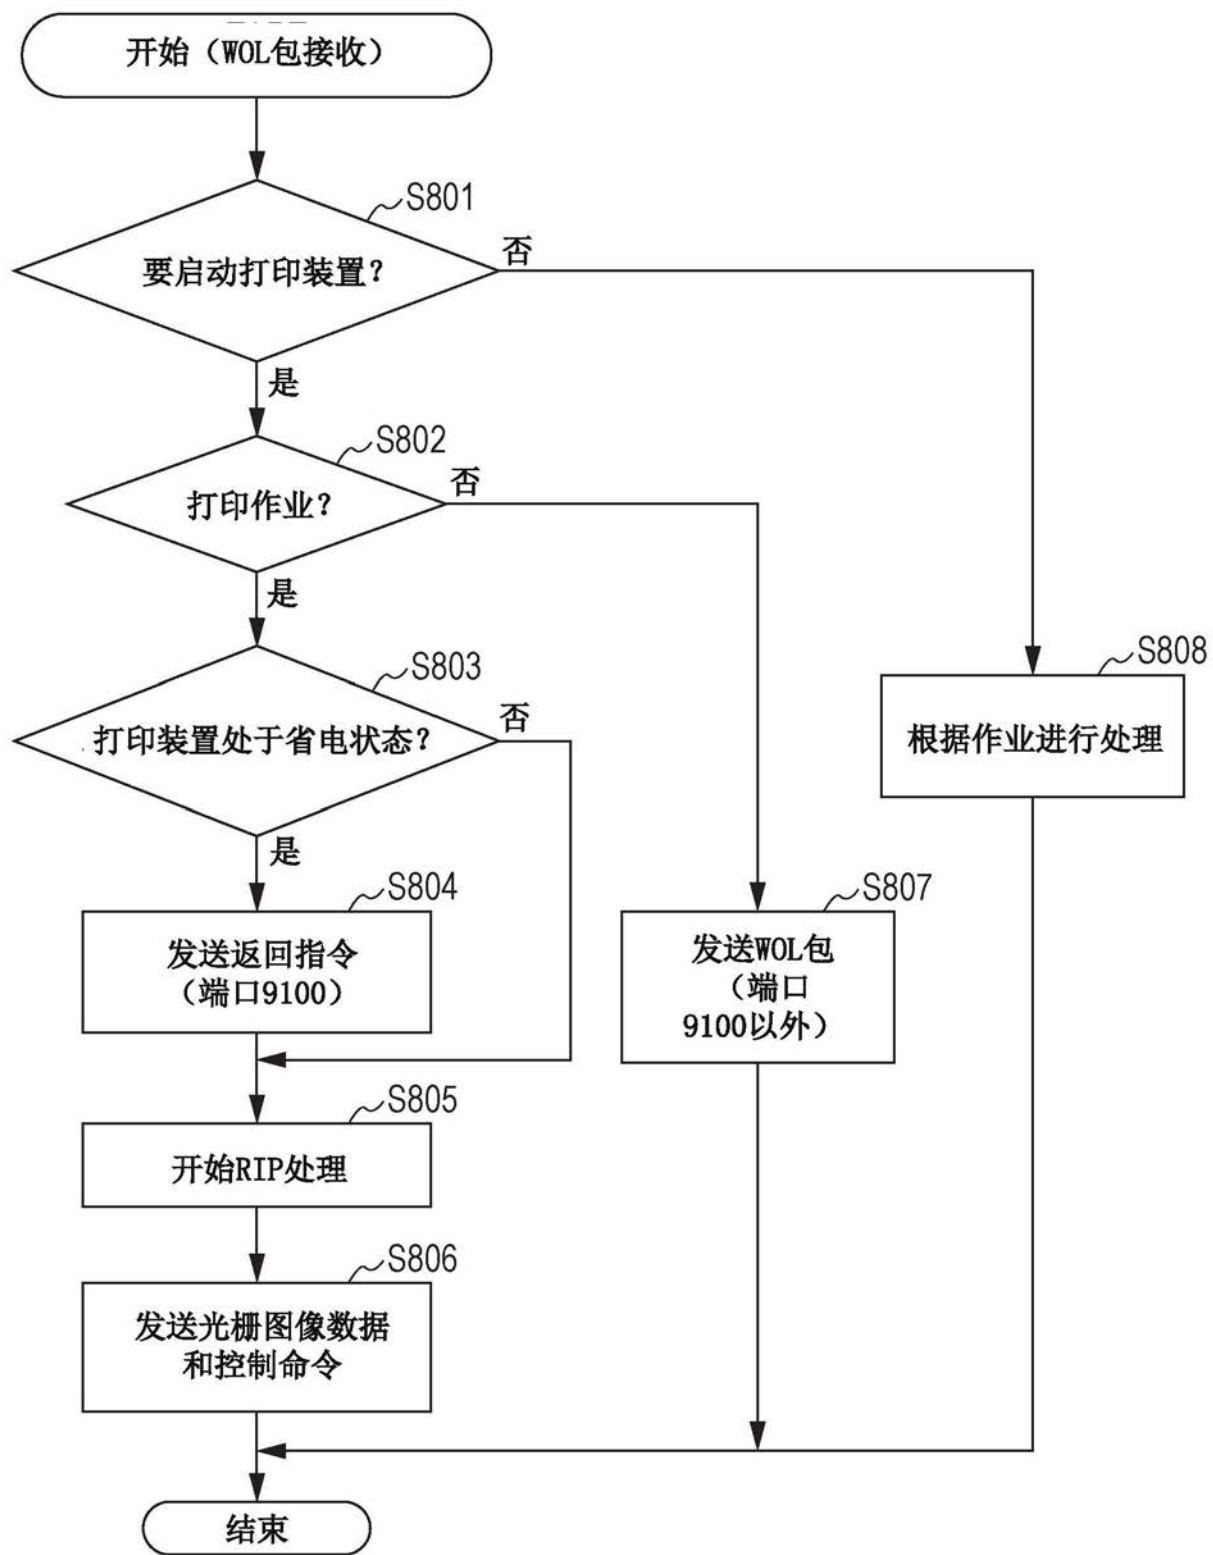 开始（WOL包接收）
S801
要启动打印装置？
否
是
S802
打印作业？
否
是
S803
打印装置处于省电状态？
否
是
S808
根据作业进行处理
S804
发送返回指令
（端口9100）
S807
发送WOL包
（端口
9100以外）
S805
开始RIP处理
S806
发送光栅图像数据
和控制命令
结束